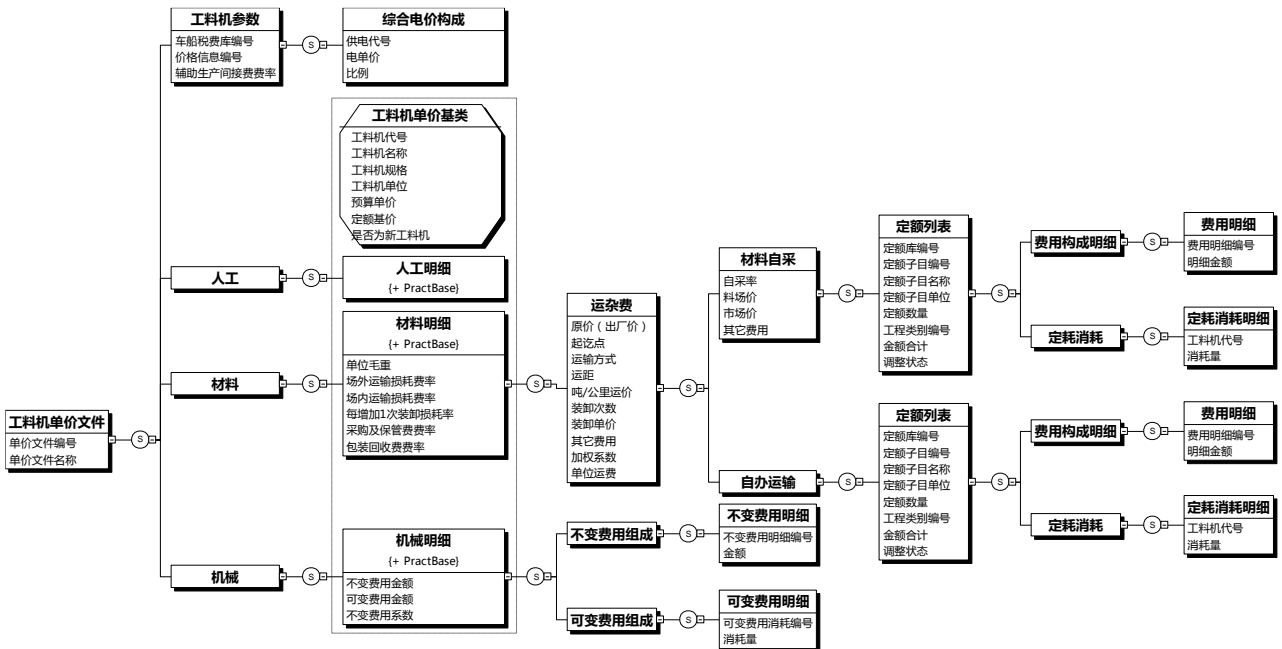 工料机单价文件
单价文件编号
单价文件名称
S
工料机参数
车船税费库编号
价格信息编号
辅助生产间接费费率
S
综合电价构成
供电代号
电单价
比例
工料机单价基类
工料机代号
工料机名称
工料机规格
工料机单位
预算单价
定额基价
是否为新工料机
人工
S
人工明细
{+ PractBase}
材料
S
材料明细
{+ PractBase}
单位毛重
场外运输损耗费率
场内运输损耗费率
每增加1次装卸损耗率
采购及保管费费率
包装回收费费率
S
运杂费
原价（出厂价）
起讫点
运输方式
运距
吨/公里运价
装卸次数
装卸单价
其它费用
加权系数
单位运费
S
材料自采
自采率
料场价
市场价
其它费用
S
定额列表
定额库编号
定额子目编号
定额子目名称
定额子目单位
定额数量
工程类别编号
金额合计
调整状态
S
费用构成明细
S
费用明细
费用明细编号
明细金额
定耗消耗
S
定耗消耗明细
工料机代号
消耗量
自办运输
S
定额列表
定额库编号
定额子目编号
定额子目名称
定额子目单位
定额数量
工程类别编号
金额合计
调整状态
S
费用构成明细
S
费用明细
费用明细编号
明细金额
定耗消耗
S
定耗消耗明细
工料机代号
消耗量
机械
S
机械明细
{+ PractBase}
不变费用金额
可变费用金额
不变费用系数
S
不变费用组成
S
不变费用明细
不变费用明细编号
金额
可变费用组成
S
可变费用明细
可变费用消耗编号
消耗量